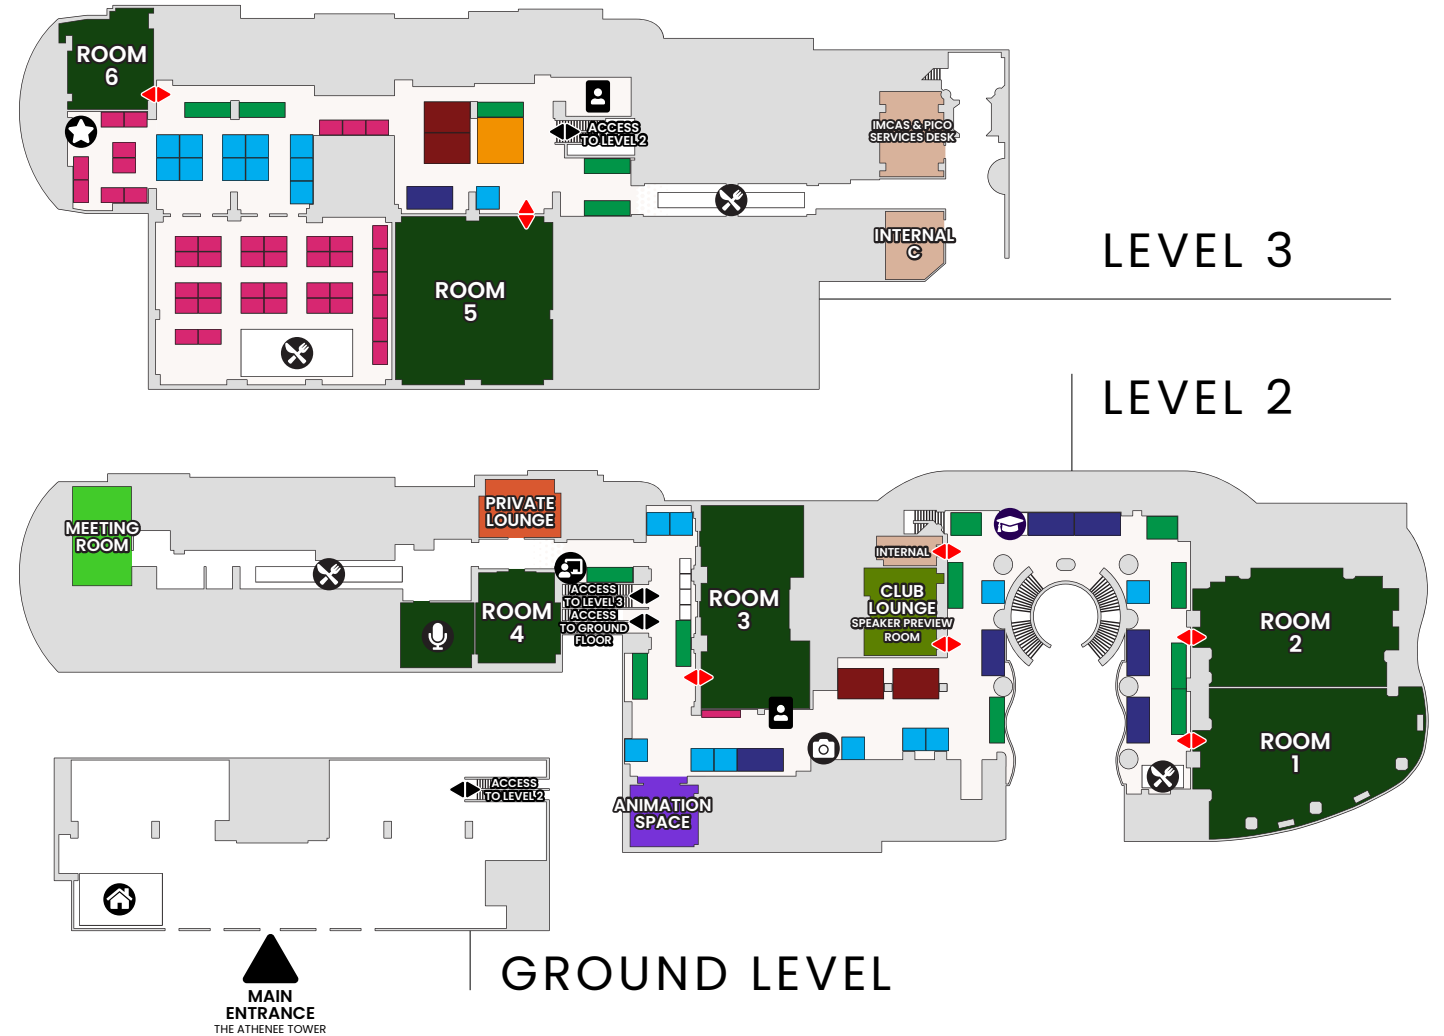 ROOM
6
ACCESS
TO LEVEL 2
IMCAS & PICO
SERVICES DESK
INTERNAL
C
LEVEL 3
ROOM
5
LEVEL 2
PRIVATE
LOUNGE
MEETING
ROOM
INTERNAL
ACCESS
TO LEVEL 3
ACCESS
TO GROUND
FLOOR
ROOM
4
ROOM
3
CLUB
LOUNGE
SPEAKER PREVIEW
ROOM
ROOM
2
ROOM
1
ACCESS
TO LEVEL 2
ANIMATION
SPACE
GROUND LEVEL
MAIN
ENTRANCE
THE ATHENEE TOWER